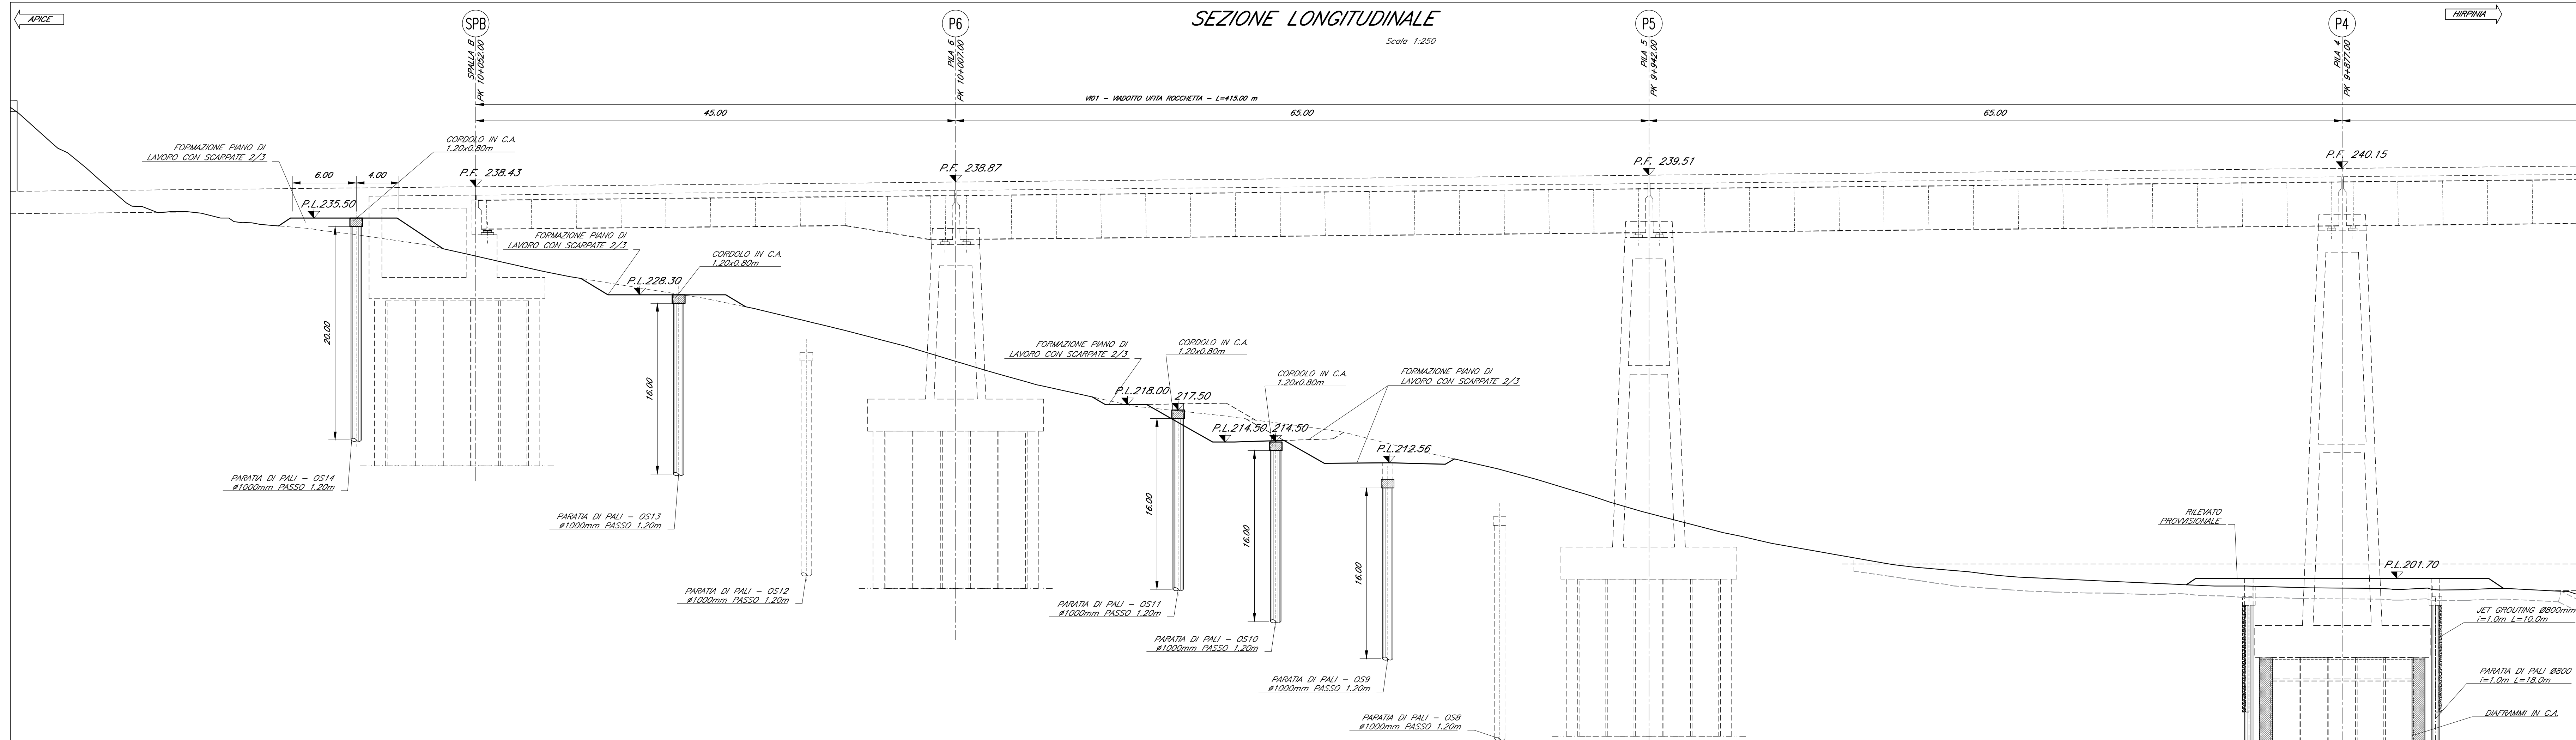 APICE
SPB
P6
SEZIONE LONGITUDINALE
Scala 1:250
P5
P4
HIRPINIA
SPALLA B
PK 10+052.00
PILA 6
PK 10+007.00
PILA 5
PK 9+942.00
PILA 4
PK 9+877.00
VI01 - VIADOTTO UFITA ROCCHETTA - L=415.00 m
45.00
65.00
65.00
FORMAZIONE PIANO DI
LAVORO CON SCARPATE 2/3
CORDOLO IN C.A.
1.20x0.80m
6.00
4.00
P.F. 238.43
P.F. 238.87
P.F. 239.51
P.F. 240.15
P.L.235.50
FORMAZIONE PIANO DI
LAVORO CON SCARPATE 2/3
CORDOLO IN C.A.
1.20x0.80m
P.L.228.30
20.00
16.00
FORMAZIONE PIANO DI
LAVORO CON SCARPATE 2/3
CORDOLO IN C.A.
1.20x0.80m
CORDOLO IN C.A.
1.20x0.80m
FORMAZIONE PIANO DI
LAVORO CON SCARPATE 2/3
P.L.218.00
217.50
P.L.214.50
214.50
P.L.212.56
16.00
16.00
16.00
PARATIA DI PALI - OS14
ø1000mm PASSO 1.20m
PARATIA DI PALI - OS13
ø1000mm PASSO 1.20m
PARATIA DI PALI - OS12
ø1000mm PASSO 1.20m
PARATIA DI PALI - OS11
ø1000mm PASSO 1.20m
PARATIA DI PALI - OS10
ø1000mm PASSO 1.20m
PARATIA DI PALI - OS9
ø1000mm PASSO 1.20m
PARATIA DI PALI - OS8
ø1000mm PASSO 1.20m
RILEVATO
PROVVISIONALE
P.L.201.70
JET GROUTING Ø800mm
i=1.0m L=10.0m
PARATIA DI PALI Ø800
i=1.0m L=18.0m
DIAFRAMMI IN C.A.